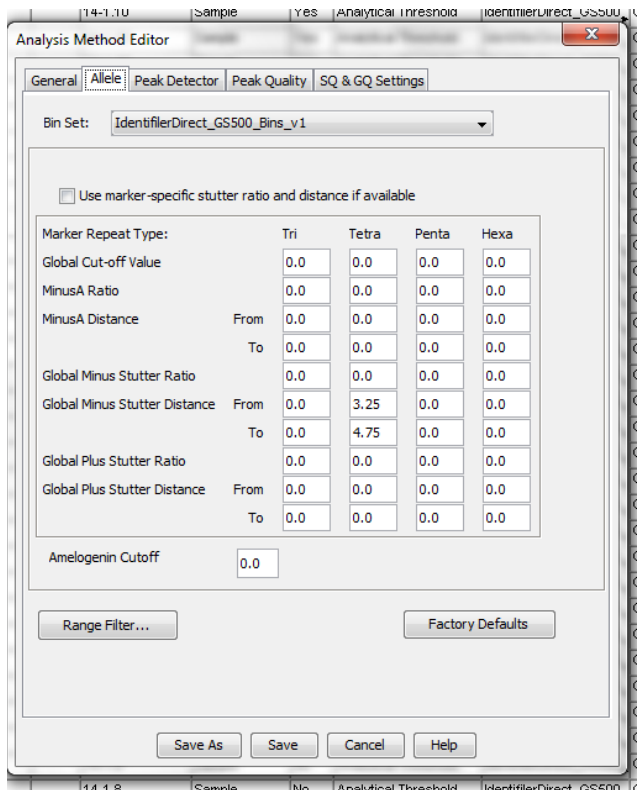 14-1.10 Sample Yes Analytical Threshold IdentifilerDirect_GS500
Analysis Method Editor
General Allele Peak Detector Peak Quality SQ & GQ Settings
Bin Set: IdentifilerDirect_GS500_Bins_v1
Use marker-specific stutter ratio and distance if available
Marker Repeat Type: Tri Tetra Penta Hexa
Global Cut-off Value 0.0 0.0 0.0 0.0
MinusA Ratio 0.0 0.0 0.0 0.0
MinusA Distance From 0.0 0.0 0.0 0.0
To 0.0 0.0 0.0 0.0
Global Minus Stutter Ratio 0.0 0.0 0.0 0.0
Global Minus Stutter Distance From 0.0 3.25 0.0 0.0
To 0.0 4.75 0.0 0.0
Global Plus Stutter Ratio 0.0 0.0 0.0 0.0
Global Plus Stutter Distance From 0.0 0.0 0.0 0.0
To 0.0 0.0 0.0 0.0
Amelogenin Cutoff 0.0
Range Filter... Factory Defaults
Save As Save Cancel Help
14-1.8 Sample No Analytical Threshold IdentifilerDirect_GS500